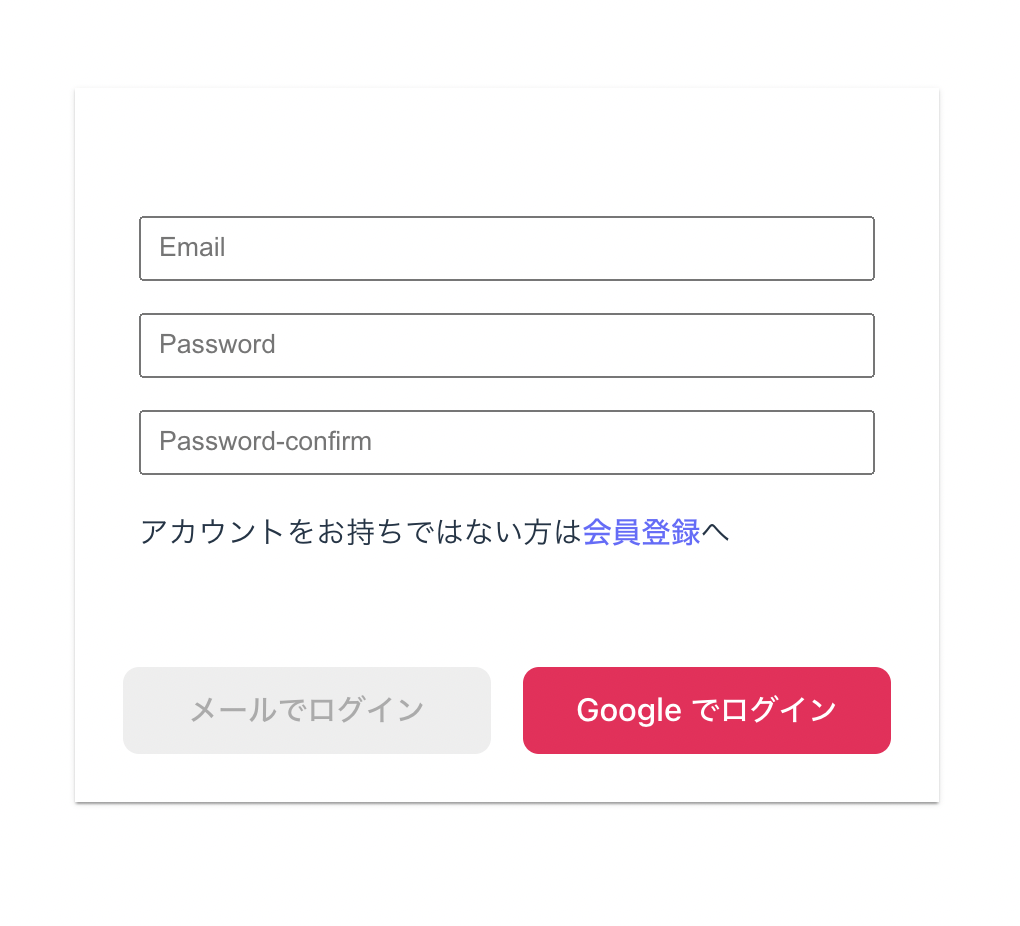 Email
Password
Password-confirm
アカウントをお持ちではない方は会員登録へ
メールでログイン
Google でログイン